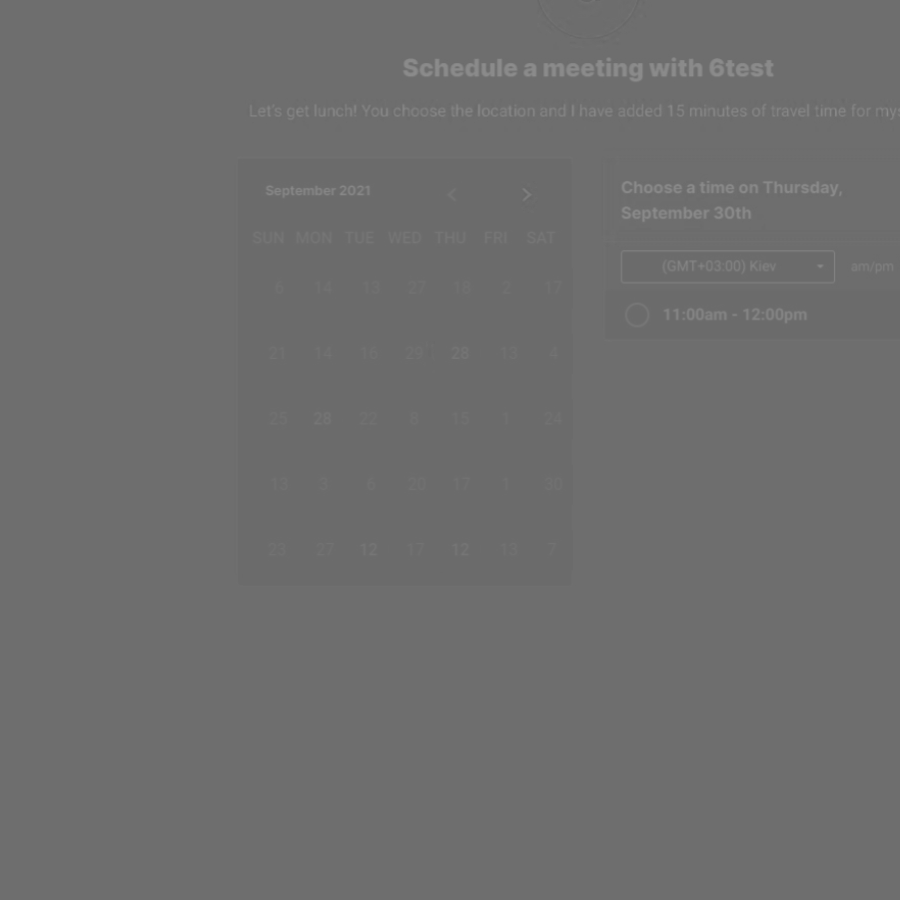 Schedule a meeting with 6test
Let's get lunch! You choose the location and I have added 15 minutes of travel time for
September 2021
SUN MON TUE WED THU FRI SAT
6 14 13 27 18 2 17
21 14 16 29 28 13 4
25 28 22 8 15 1 24
13 3 6 20 17 1 30
23 27 12 17 12 13 7
Choose a time on Thursday,
September 30th
(GMT+03:00) Kiev am/pm
11:00am - 12:00pm